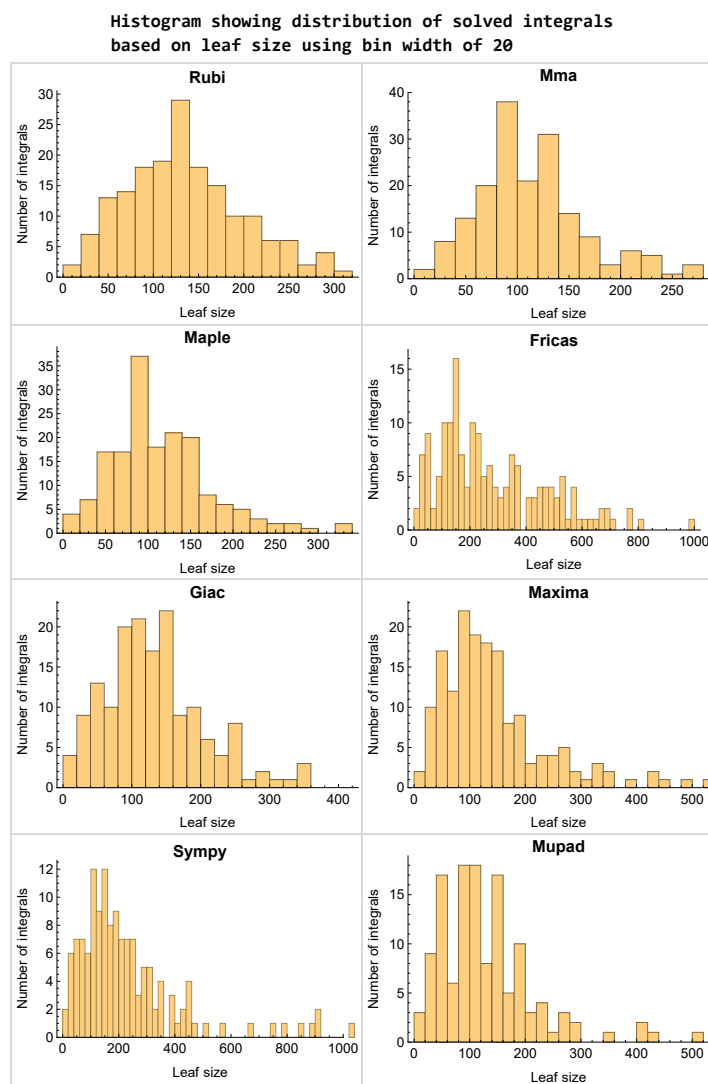 Histogram showing distribution of solved integrals
based on leaf size using bin width of 20
Rubi
Number of integrals
30
25
20
15
10
5
0
0 50 100 150 200 250 300
Leaf size
Mma
Number of integrals
40
30
20
10
0
0 50 100 150 200 250
Leaf size
Maple
Number of integrals
35
30
25
20
15
10
5
0
0 50 100 150 200 250 300
Leaf size
Fricas
Number of integrals
15
10
5
0
0 200 400 600 800 1000
Leaf size
Giac
Number of integrals
20
15
10
5
0
0 100 200 300 400
Leaf size
Maxima
Number of integrals
20
15
10
5
0
0 100 200 300 400 500
Leaf size
Sympy
Number of integrals
12
10
8
6
4
2
0
0 200 400 600 800 1000
Leaf size
Mupad
Number of integrals
15
10
5
0
0 100 200 300 400 500
Leaf size